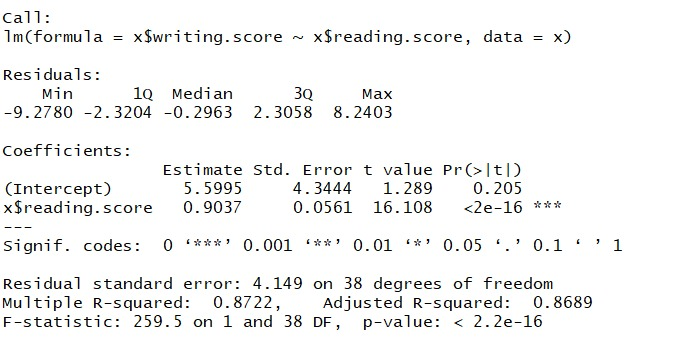 Call:
lm(formula = x$writing.score ~ x$reading.score, data = x)
Residuals:
Min 1Q Median 3Q Max
-9.2780 -2.3204 -0.2963 2.3058 8.2403
Coefficients:
Estimate Std. Error t value Pr(>|t|)
(Intercept) 5.5995 4.3444 1.289 0.205
x$reading.score 0.9037 0.0561 16.108 <2e-16 ***
---
Signif. codes: 0 ‘***’ 0.001 ‘**’ 0.01 ‘*’ 0.05 ‘.’ 0.1 ‘ ’ 1
Residual standard error: 4.149 on 38 degrees of freedom
Multiple R-squared: 0.8722, Adjusted R-squared: 0.8689
F-statistic: 259.5 on 1 and 38 DF, p-value: < 2.2e-16